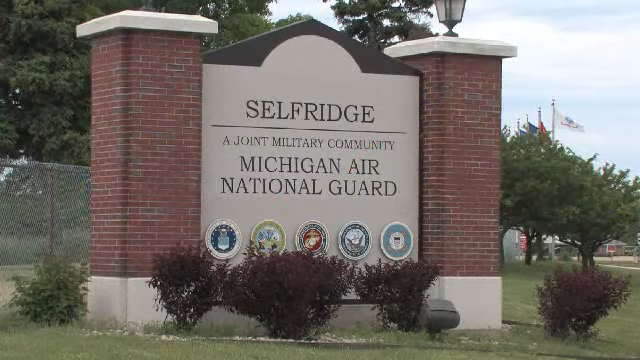 SELFRIDGE
A JOINT MILITARY COMMUNITY
MICHIGAN AIR
NATIONAL GUARD